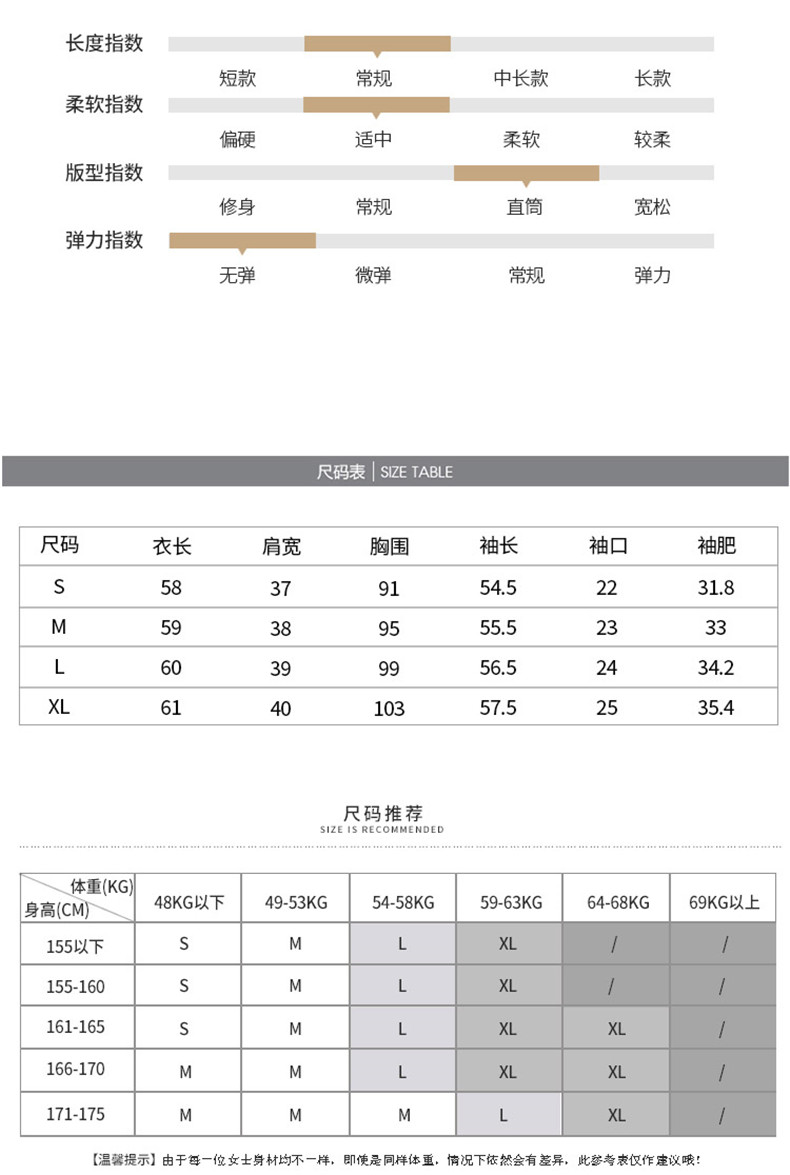 长度指数
短款 常规 中长款 长款
柔软指数
偏硬 适中 柔软 较柔
版型指数
修身 常规 直筒 宽松
弹力指数
无弹 微弹 常规 弹力
尺码表 | SIZE TABLE
尺码 衣长 肩宽 胸围 袖长 袖口 袖肥
S 58 37 91 54.5 22 31.8
M 59 38 95 55.5 23 33
L 60 39 99 56.5 24 34.2
XL 61 40 103 57.5 25 35.4
尺码推荐
SIZE IS RECOMMENDED
体重(KG)
身高(CM) 48KG以下 49-53KG 54-58KG 59-63KG 64-68KG 69KG以上
155以下 S M L XL / /
155-160 S M L XL / /
161-165 S M L XL XL /
166-170 M M L XL XL /
171-175 M M M L XL /
【温馨提示】由于每一位女士身材均不一样，即使是同样体重，情况下依然会有差异，此参考表仅作建议哦！